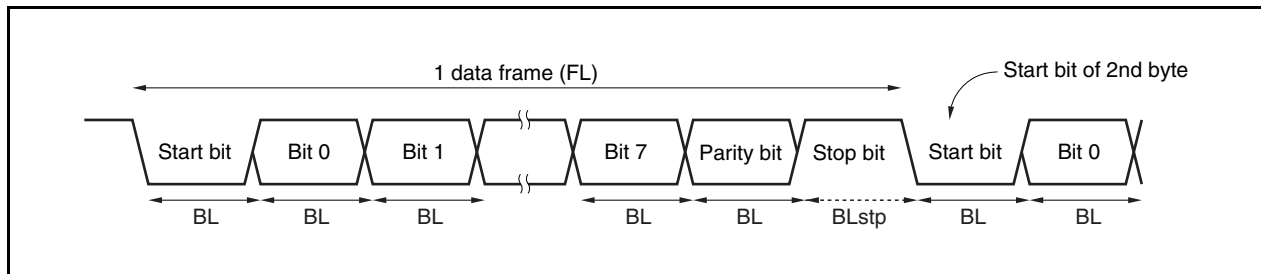 1 data frame (FL)
Start bit of 2nd byte
Start bit Bit 0 Bit 1 Bit 7 Parity bit Stop bit Start bit Bit 0
BL BL BL BL BL BLstp BL BL